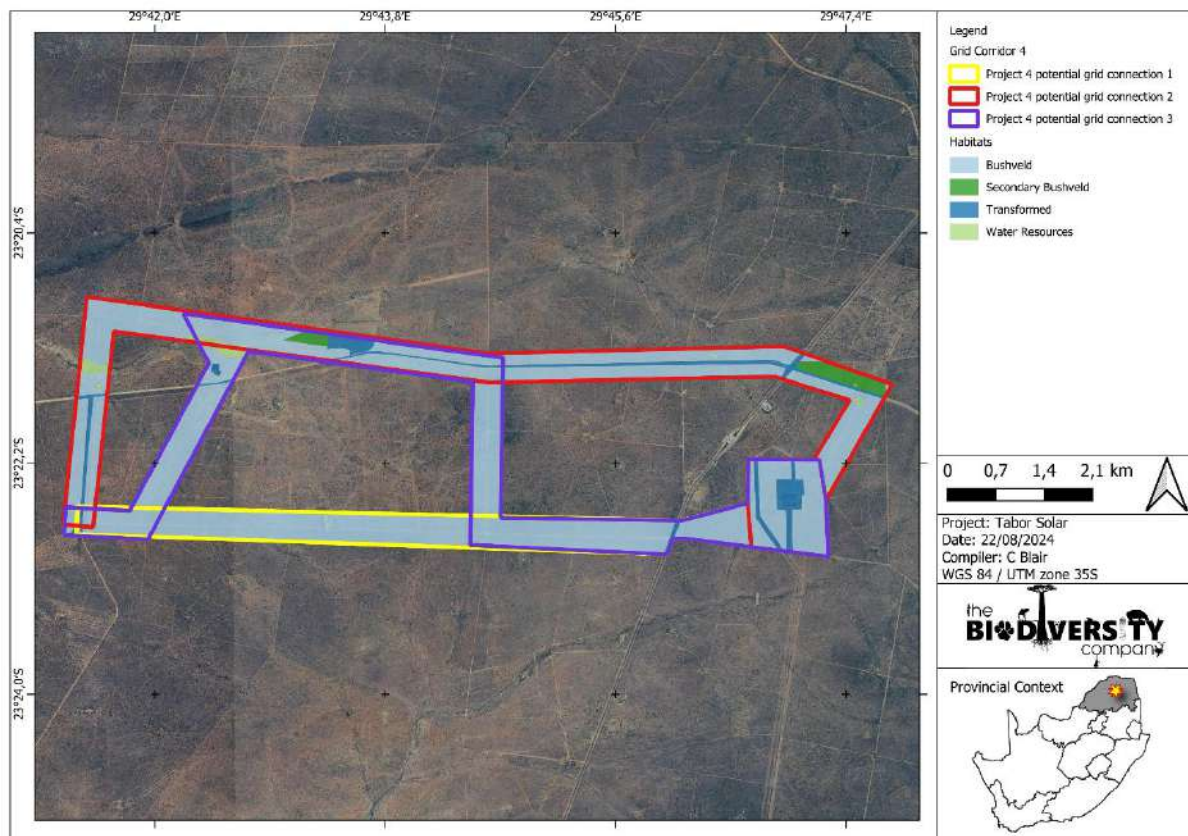 29°42,0'E
29°43,8'E
29°45,6'E
29°47,4'E
23°20,4'S
23°22,2'S
23°24,0'S
Legend
Grid Corridor 4
Project 4 potential grid connection 1
Project 4 potential grid connection 2
Project 4 potential grid connection 3
Habitats
Bushveld
Secondary Bushveld
Transformed
Water Resources
0 0,7 1,4 2,1 km
Project: Tabor Solar
Date: 22/08/2024
Compiler: C Blair
WGS 84 / UTM zone 35S
the
BIODIVERSITY
company
Provincial Context